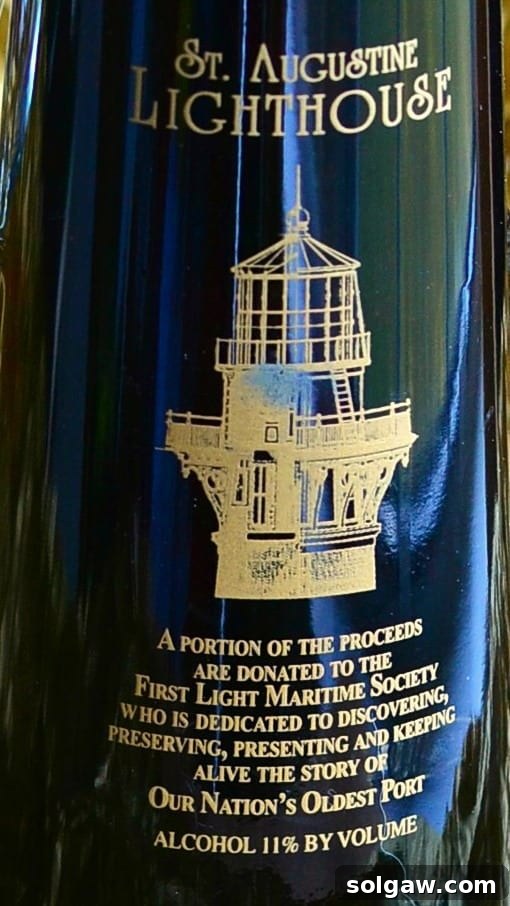 St. Augustine
Lighthouse
A PORTION OF THE PROCEEDS
ARE DONATED TO THE
First Light Maritime Society
WHO IS DEDICATED TO DISCOVERING,
PRESERVING, PRESENTING AND KEEPING
ALIVE THE STORY OF
Our Nation's Oldest Port
ALCOHOL 11% BY VOLUME
solgaw.com